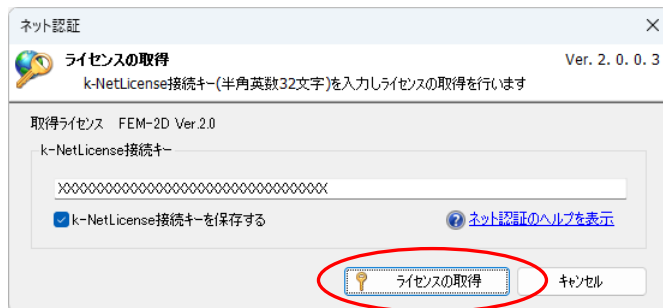 ネット認証
ライセンスの取得 Ver. 2. 0. 0. 3
k-NetLicense接続キー(半角英数32文字)を入力しライセンスの取得を行います
取得ライセンス FEM-2D Ver.2.0
k-NetLicense接続キー
XXXXXXXXXXXXXXXXXXXXXXXXXXXXXXXX
k-NetLicense接続キーを保存する ネット認証のヘルプを表示
ライセンスの取得 キャンセル